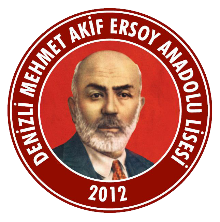 DENİZLİ MEHMET AKİF ERSOY ANADOLU LİSESİ
2012